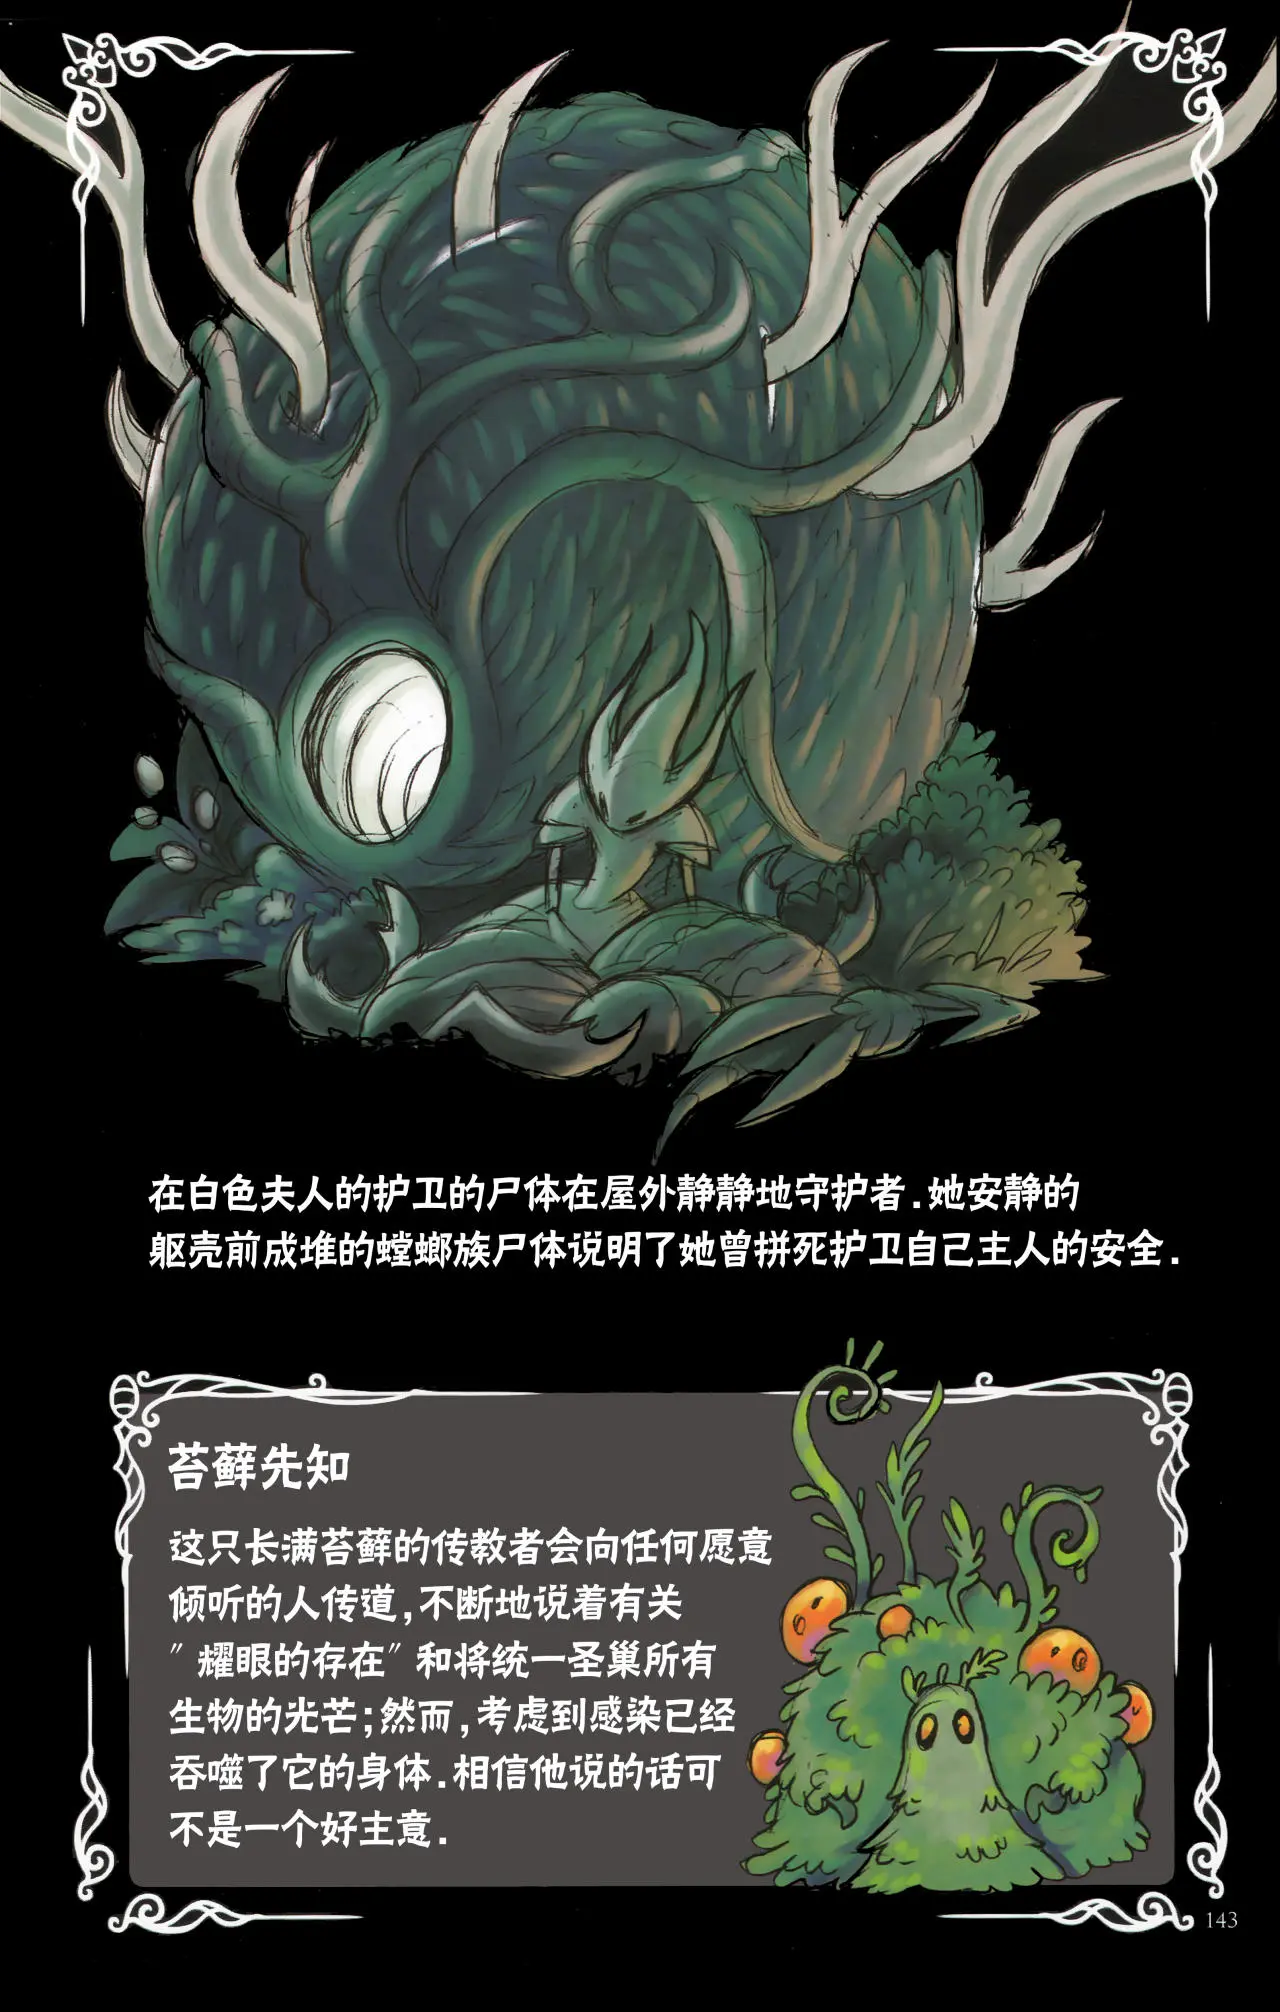 在白色夫人的护卫的尸体在屋外静静地守护者.她安静的
躯壳前成堆的螳螂族尸体说明了她曾拼死护卫自己主人的安全.
苔藓先知
这只长满苔藓的传教者会向任何愿意
倾听的人传道,不断地说着有关
"耀眼的存在"和将统一圣巢所有
生物的光芒;然而,考虑到感染已经
吞噬了它的身体.相信他说的话可
不是一个好主意.
143